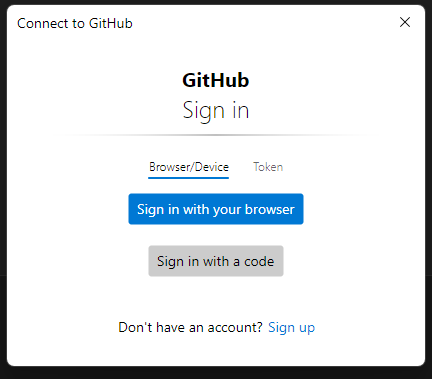 Connect to GitHub
GitHub
Sign in
Browser/Device Token
Sign in with your browser
Sign in with a code
Don't have an account? Sign up